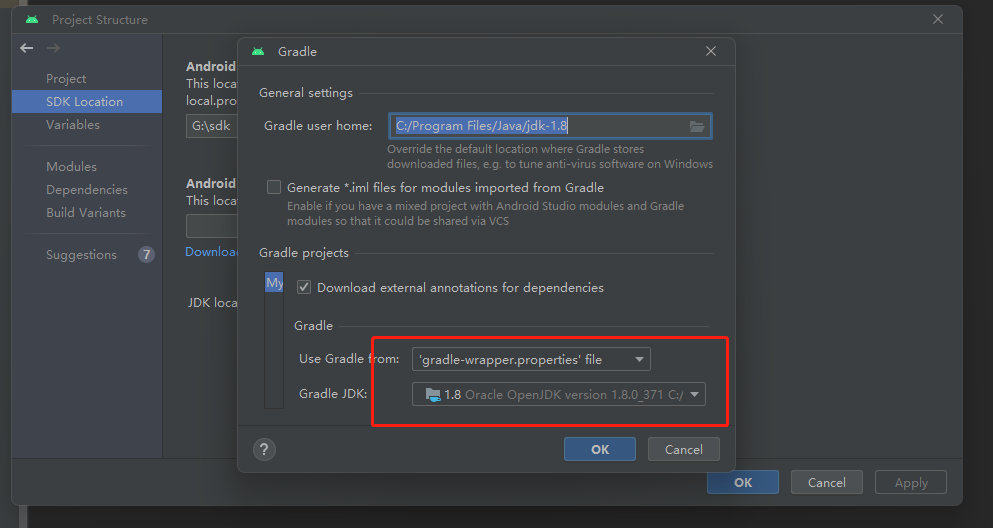 Project Structure
Project
SDK Location
Variables
Modules
Dependencies
Build Variants
Suggestions
7
Android
This loca
local.pro
G:\sdk
Android
This locat
Downloa
JDK loca
Gradle
General settings
Gradle user home:
C:/Program Files/Java/jdk-1.8
Override the default location where Gradle stores
downloaded files, e.g. to tune anti-virus software on Windows
Generate *.iml files for modules imported from Gradle
Enable if you have a mixed project with Android Studio modules and Gradle
modules so that it could be shared via VCS
Gradle projects
My
Download external annotations for dependencies
Gradle
Use Gradle from:
'gradle-wrapper.properties' file
Gradle JDK:
1.8 Oracle OpenJDK version 1.8.0_371 C:/
?
OK
Cancel
OK
Cancel
Apply